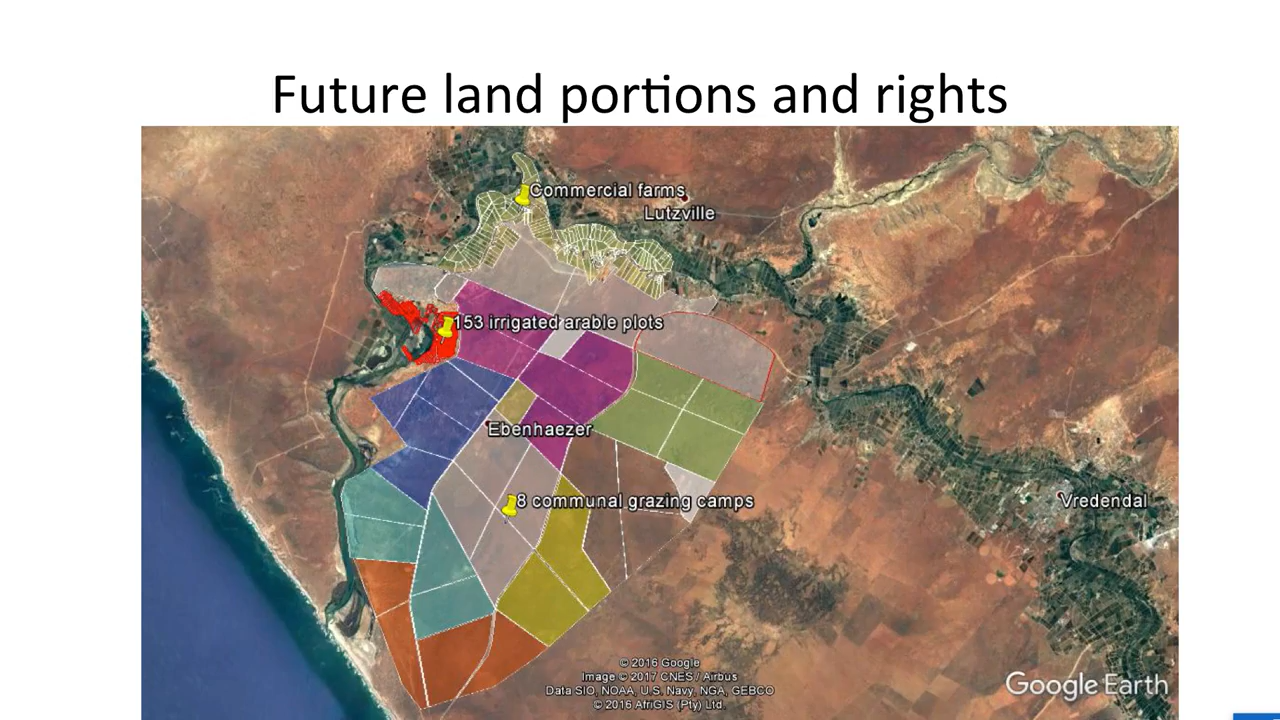 Future land portions and rights
Commercial farms
Lutzville
153 irrigated arable plots
Ebenhaezer
8 communal grazing camps
Vredendal
© 2016 Google
Image © 2017 CNES / Airbus
Data SIO, NOAA, U.S. Navy, NGA, GEBCO
© 2016 AfriGIS (Pty) Ltd.
Google Earth